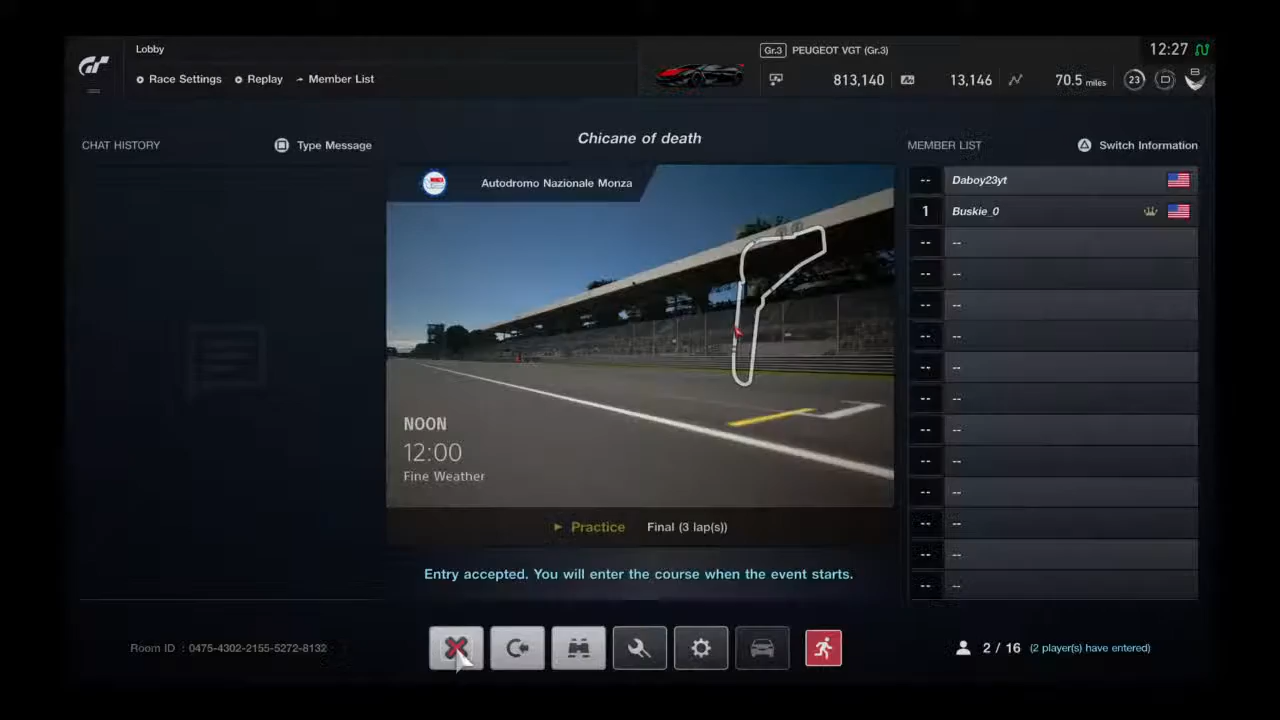 Lobby
Race Settings Replay Member List
Gr.3 PEUGEOT VGT (Gr.3)
813,140 13,146 70.5 miles
12:27
23 D B
CHAT HISTORY Type Message
Chicane of death
Autodromo Nazionale Monza
NOON
12:00
Fine Weather
Practice Final (3 lap(s))
Entry accepted. You will enter the course when the event starts.
MEMBER LIST Switch Information
-- Daboy23yt
1 Buskie_0
-- --
-- --
-- --
-- --
-- --
-- --
-- --
-- --
-- --
-- --
-- --
-- --
Room ID : 0475-4302-2155-5272-8132
2 / 16 (2 player(s) have entered)